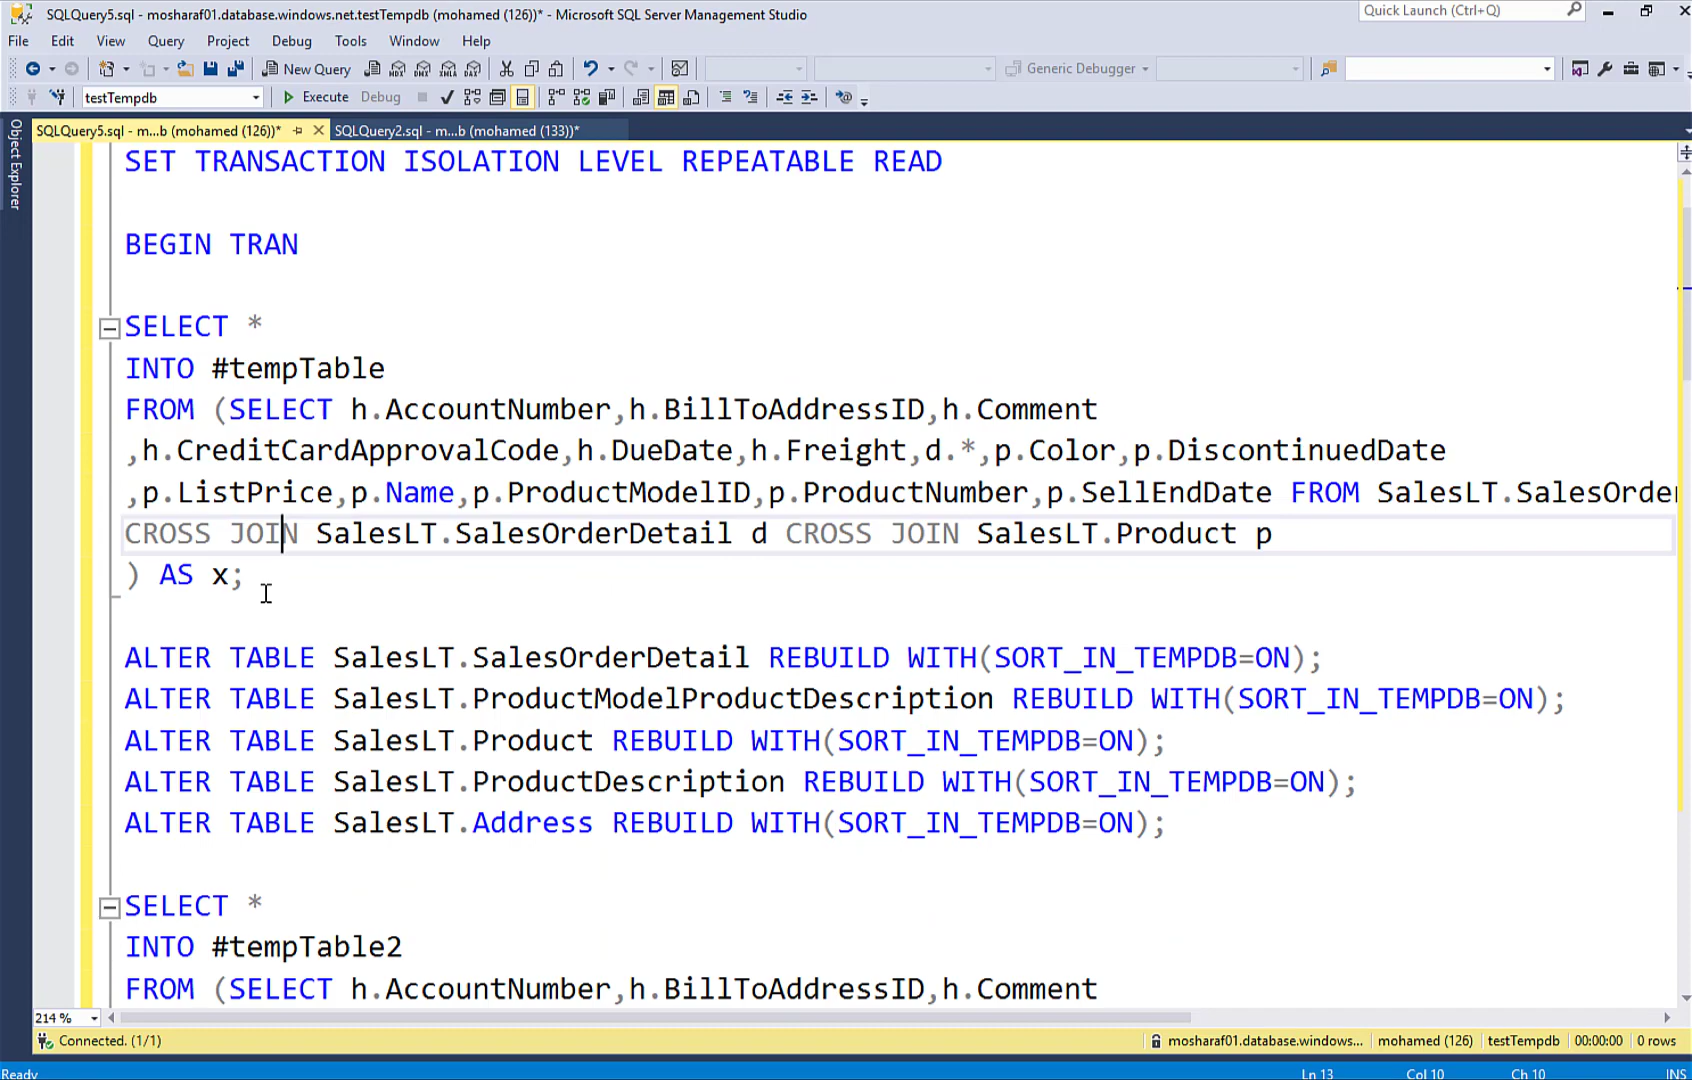 SQLQuery5.sql - mosharaf01.database.windows.net.testTempdb (mohamed (126))* - Microsoft SQL Server Management Studio
Quick Launch (Ctrl+Q)
File Edit View Query Project Debug Tools Window Help
New Query
Generic Debugger
testTempdb
Execute Debug
SQLQuery5.sql - m...b (mohamed (126))*
SQLQuery2.sql - m...b (mohamed (133))*
Object Explorer
SET TRANSACTION ISOLATION LEVEL REPEATABLE READ
BEGIN TRAN
SELECT *
INTO #tempTable
FROM (SELECT h.AccountNumber,h.BillToAddressID,h.Comment
,h.CreditCardApprovalCode,h.DueDate,h.Freight,d.*,p.Color,p.DiscontinuedDate
,p.ListPrice,p.Name,p.ProductModelID,p.ProductNumber,p.SellEndDate FROM SalesLT.SalesOrder
CROSS JOIN SalesLT.SalesOrderDetail d CROSS JOIN SalesLT.Product p
) AS x;
ALTER TABLE SalesLT.SalesOrderDetail REBUILD WITH(SORT_IN_TEMPDB=ON);
ALTER TABLE SalesLT.ProductModelProductDescription REBUILD WITH(SORT_IN_TEMPDB=ON);
ALTER TABLE SalesLT.Product REBUILD WITH(SORT_IN_TEMPDB=ON);
ALTER TABLE SalesLT.ProductDescription REBUILD WITH(SORT_IN_TEMPDB=ON);
ALTER TABLE SalesLT.Address REBUILD WITH(SORT_IN_TEMPDB=ON);
SELECT *
INTO #tempTable2
FROM (SELECT h.AccountNumber,h.BillToAddressID,h.Comment
214 %
Connected. (1/1)
mosharaf01.database.windows... mohamed (126) testTempdb 00:00:00 0 rows
Ready
Ln 13 Col 10 Ch 10 INS